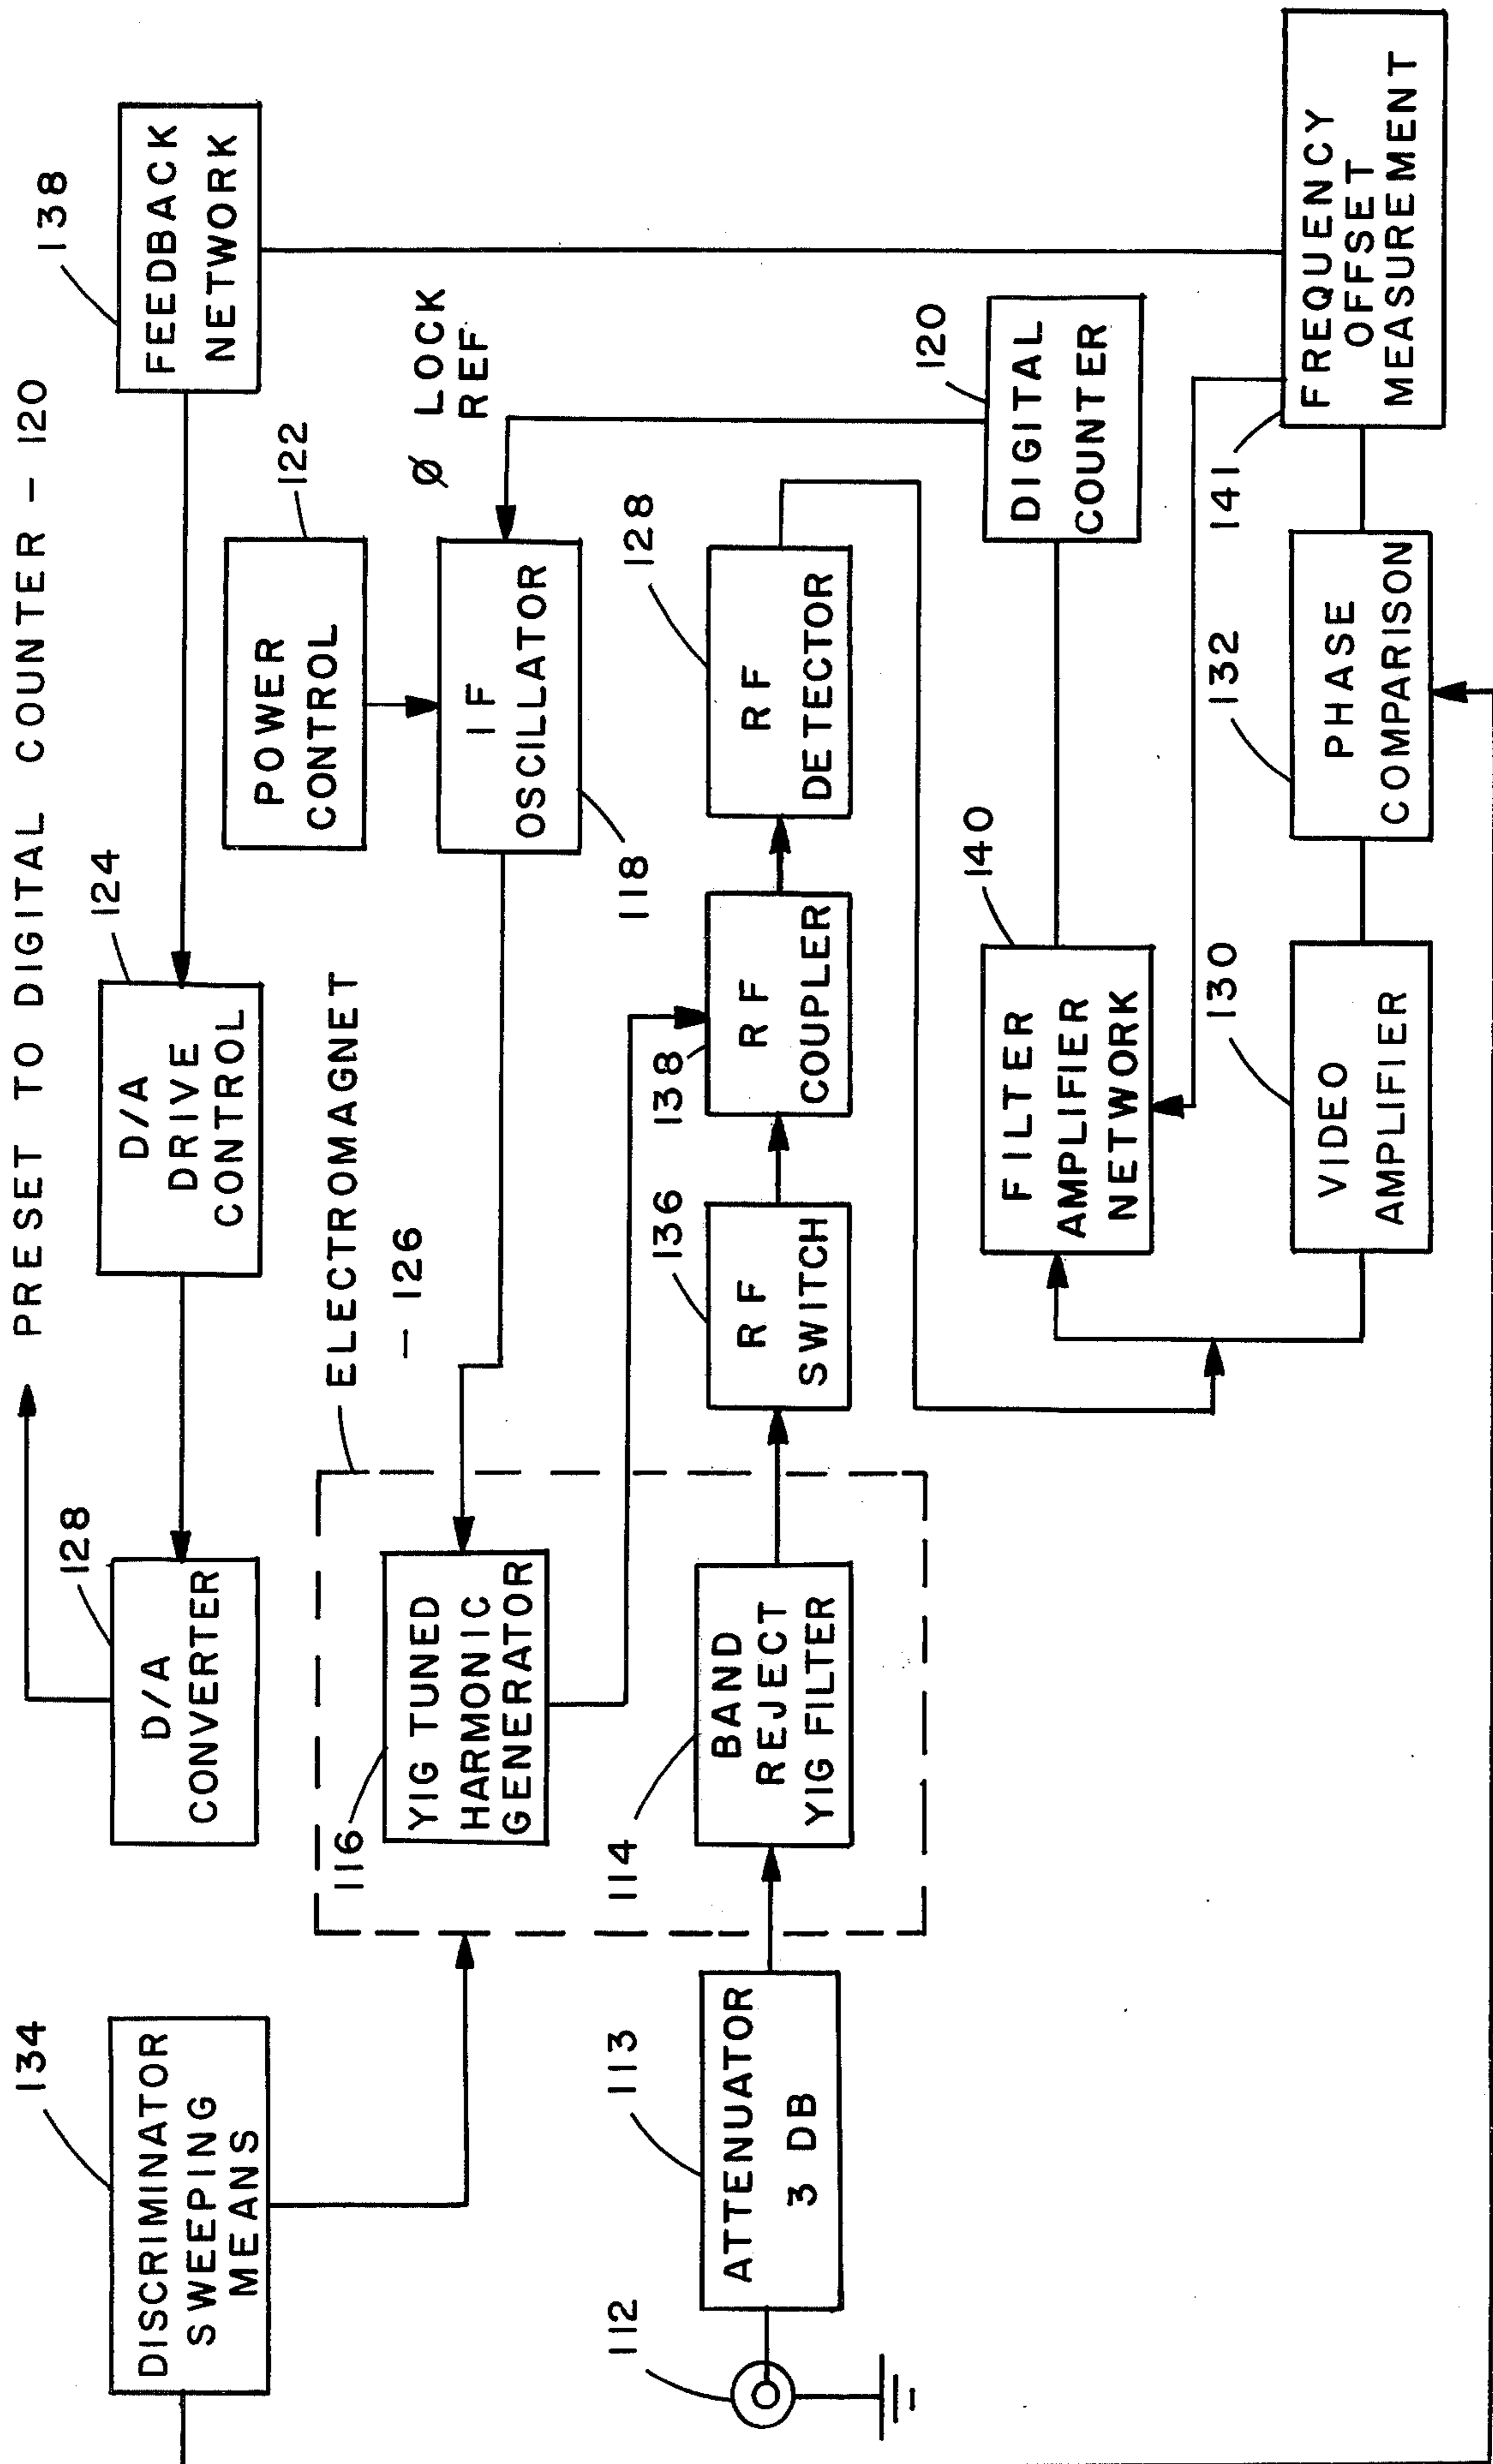 PRESET TO DIGITAL COUNTER - 120
134
DISCRIMINATOR
SWEEPING
MEANS
128
D/A
CONVERTER
124
D/A
DRIVE
CONTROL
138
FEEDBACK
NETWORK
122
POWER
CONTROL
Ø LOCK
REF
ELECTROMAGNET
- 126
116
YIG TUNED
HARMONIC
GENERATOR
IF
OSCILLATOR
118
112
113
ATTENUATOR
3 DB
114
BAND
REJECT
YIG FILTER
136
RF
SWITCH
138
RF
COUPLER
128
RF
DETECTOR
140
FILTER
AMPLIFIER
NETWORK
120
DIGITAL
COUNTER
130
VIDEO
AMPLIFIER
132
PHASE
COMPARISON
141
FREQUENCY
OFFSET
MEASUREMENT